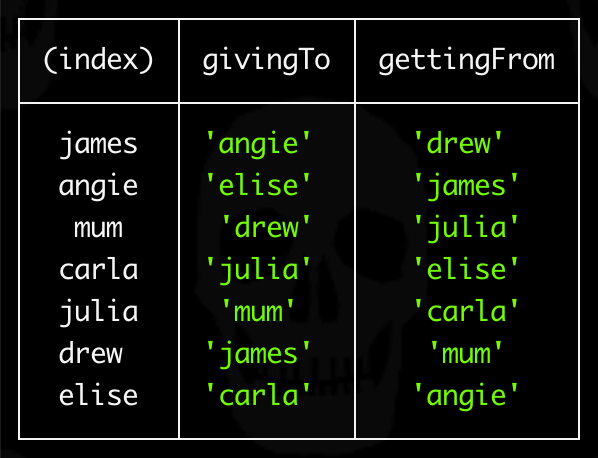 (index) givingTo gettingFrom
james 'angie' 'drew'
angie 'elise' 'james'
mum 'drew' 'julia'
carla 'julia' 'elise'
julia 'mum' 'carla'
drew 'james' 'mum'
elise 'carla' 'angie'